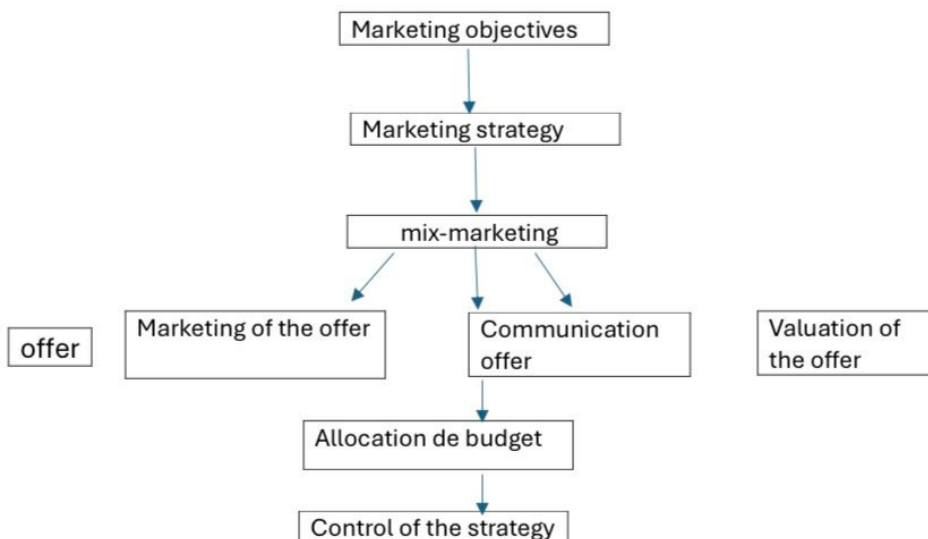 Marketing objectives
Marketing strategy
mix-marketing
offer
Marketing of the offer
Communication
offer
Valuation of
the offer
Allocation de budget
Control of the strategy